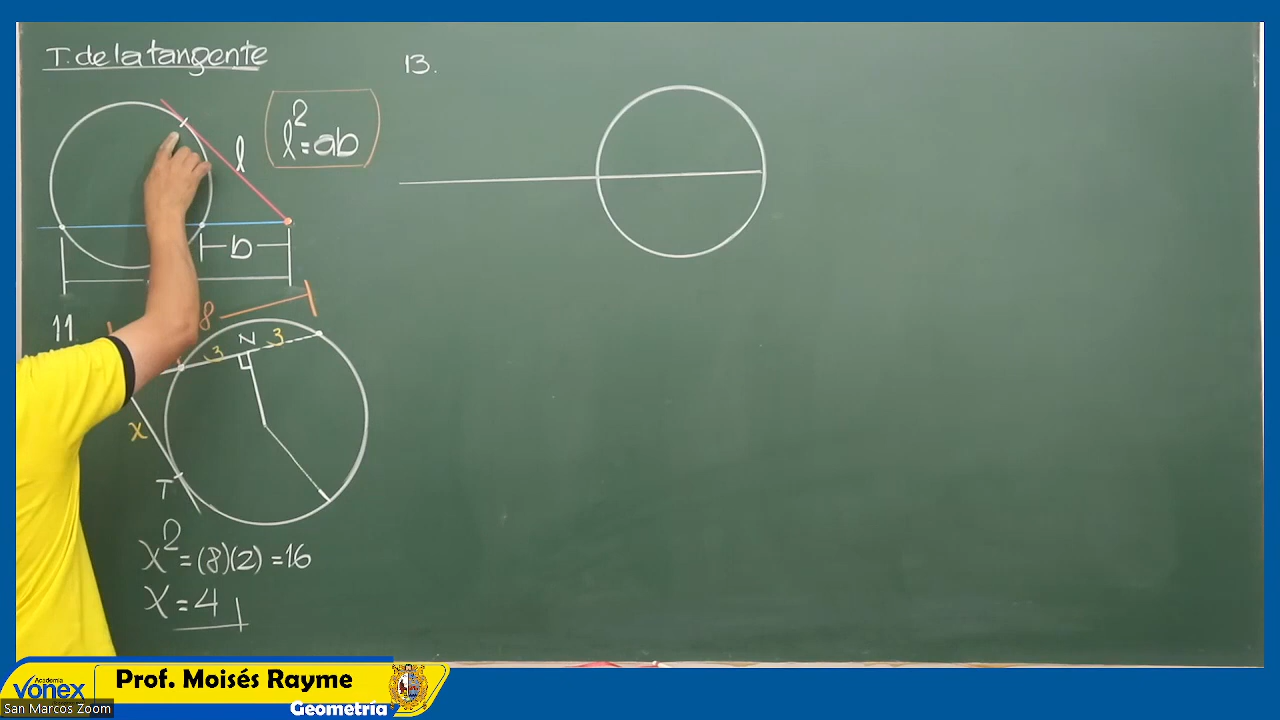 T. de la tangente
l
l² = ab
b
11.
8
3
N
3
x
T
x² = (8)(2) = 16
x = 4
13.
Academia
vonex
Prof. Moisés Rayme
Geometría
San Marcos Zoom